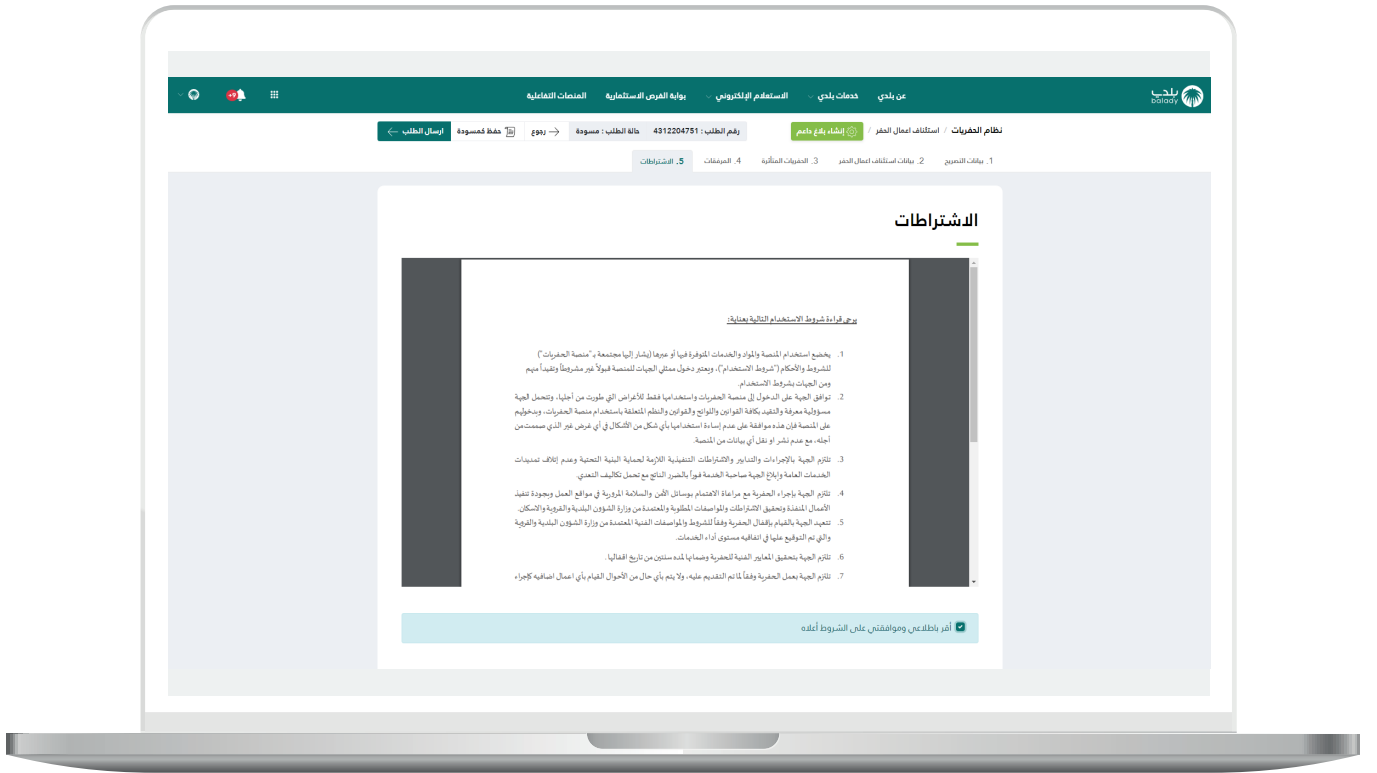 بلدي
balady
عن بلدي
خدمات بلدي
الاستعلام الإلكتروني
بوابة الفرص الاستثمارية
المنصات التفاعلية
+9
نظام الحفريات / استئناف اعمال الحفر /
إنشاء بلاغ داعم
رقم الطلب : 4312204751
حالة الطلب : مسودة
رجوع
حفظ كمسودة
ارسال الطلب
1. بيانات التصريح
2. بيانات استئناف اعمال الحفر
3. الحفريات المتأثرة
4. المرفقات
5. الاشتراطات
الاشتراطات
يرجى قراءة شروط الاستخدام التالية بعناية:
1. يخضع استخدام المنصة والمواد والخدمات المتوفرة فيها أو عبرها (يشار إليها مجتمعة بـ"منصة الحفريات")
للشروط والأحكام ("شروط الاستخدام")، ويعتبر دخول ممثلي الجهات للمنصة قبولاً غير مشروطاً وتقيداً منهم
ومن الجهات بشروط الاستخدام.
2. توافق الجهة على الدخول إلى منصة الحفريات واستخدامها فقط للأغراض التي طورت من أجلها، وتتحمل الجهة
مسؤولية معرفة والتقيد بكافة القوانين واللوائح والقوانين والنظم المتعلقة باستخدام منصة الحفريات، وبدخولهم
على المنصة فإن هذه موافقة على عدم إساءة استخدامها بأي شكل من الأشكال في أي غرض غير الذي صممت من
أجله، مع عدم نشر او نقل أي بيانات من المنصة.
3. تلتزم الجهة بالإجراءات والتدابير والاشتراطات التنفيذية اللازمة لحماية البنية التحتية وعدم إتلاف تمديدات
الخدمات العامة وإبلاغ الجهة صاحبة الخدمة فوراً بالضرر الناتج مع تحمل تكاليف التعدي.
4. تلتزم الجهة بإجراء الحفرية مع مراعاة الاهتمام بوسائل الأمن والسلامة المرورية في مواقع العمل وبجودة تنفيذ
الأعمال المنفذة وتحقيق الاشتراطات والمواصفات المطلوبة والمعتمدة من وزارة الشؤون البلدية والقروية والاسكان.
5. تتعهد الجهة بالقيام بإقفال الحفرية وفقاً للشروط والمواصفات الفنية المعتمدة من وزارة الشؤون البلدية والقروية
والتي تم التوقيع عليها في اتفاقيه مستوى أداء الخدمات.
6. تلتزم الجهة بتحقيق المعايير الفنية للحفرية وضمانها لمده سنتين من تاريخ اقفالها.
7. تلتزم الجهة بعمل الحفرية وفقاً لما تم التقديم عليه، ولا يتم بأي حال من الأحوال القيام بأي اعمال اضافيه كإجراء
أقر باطلاعي وموافقتي على الشروط أعلاه